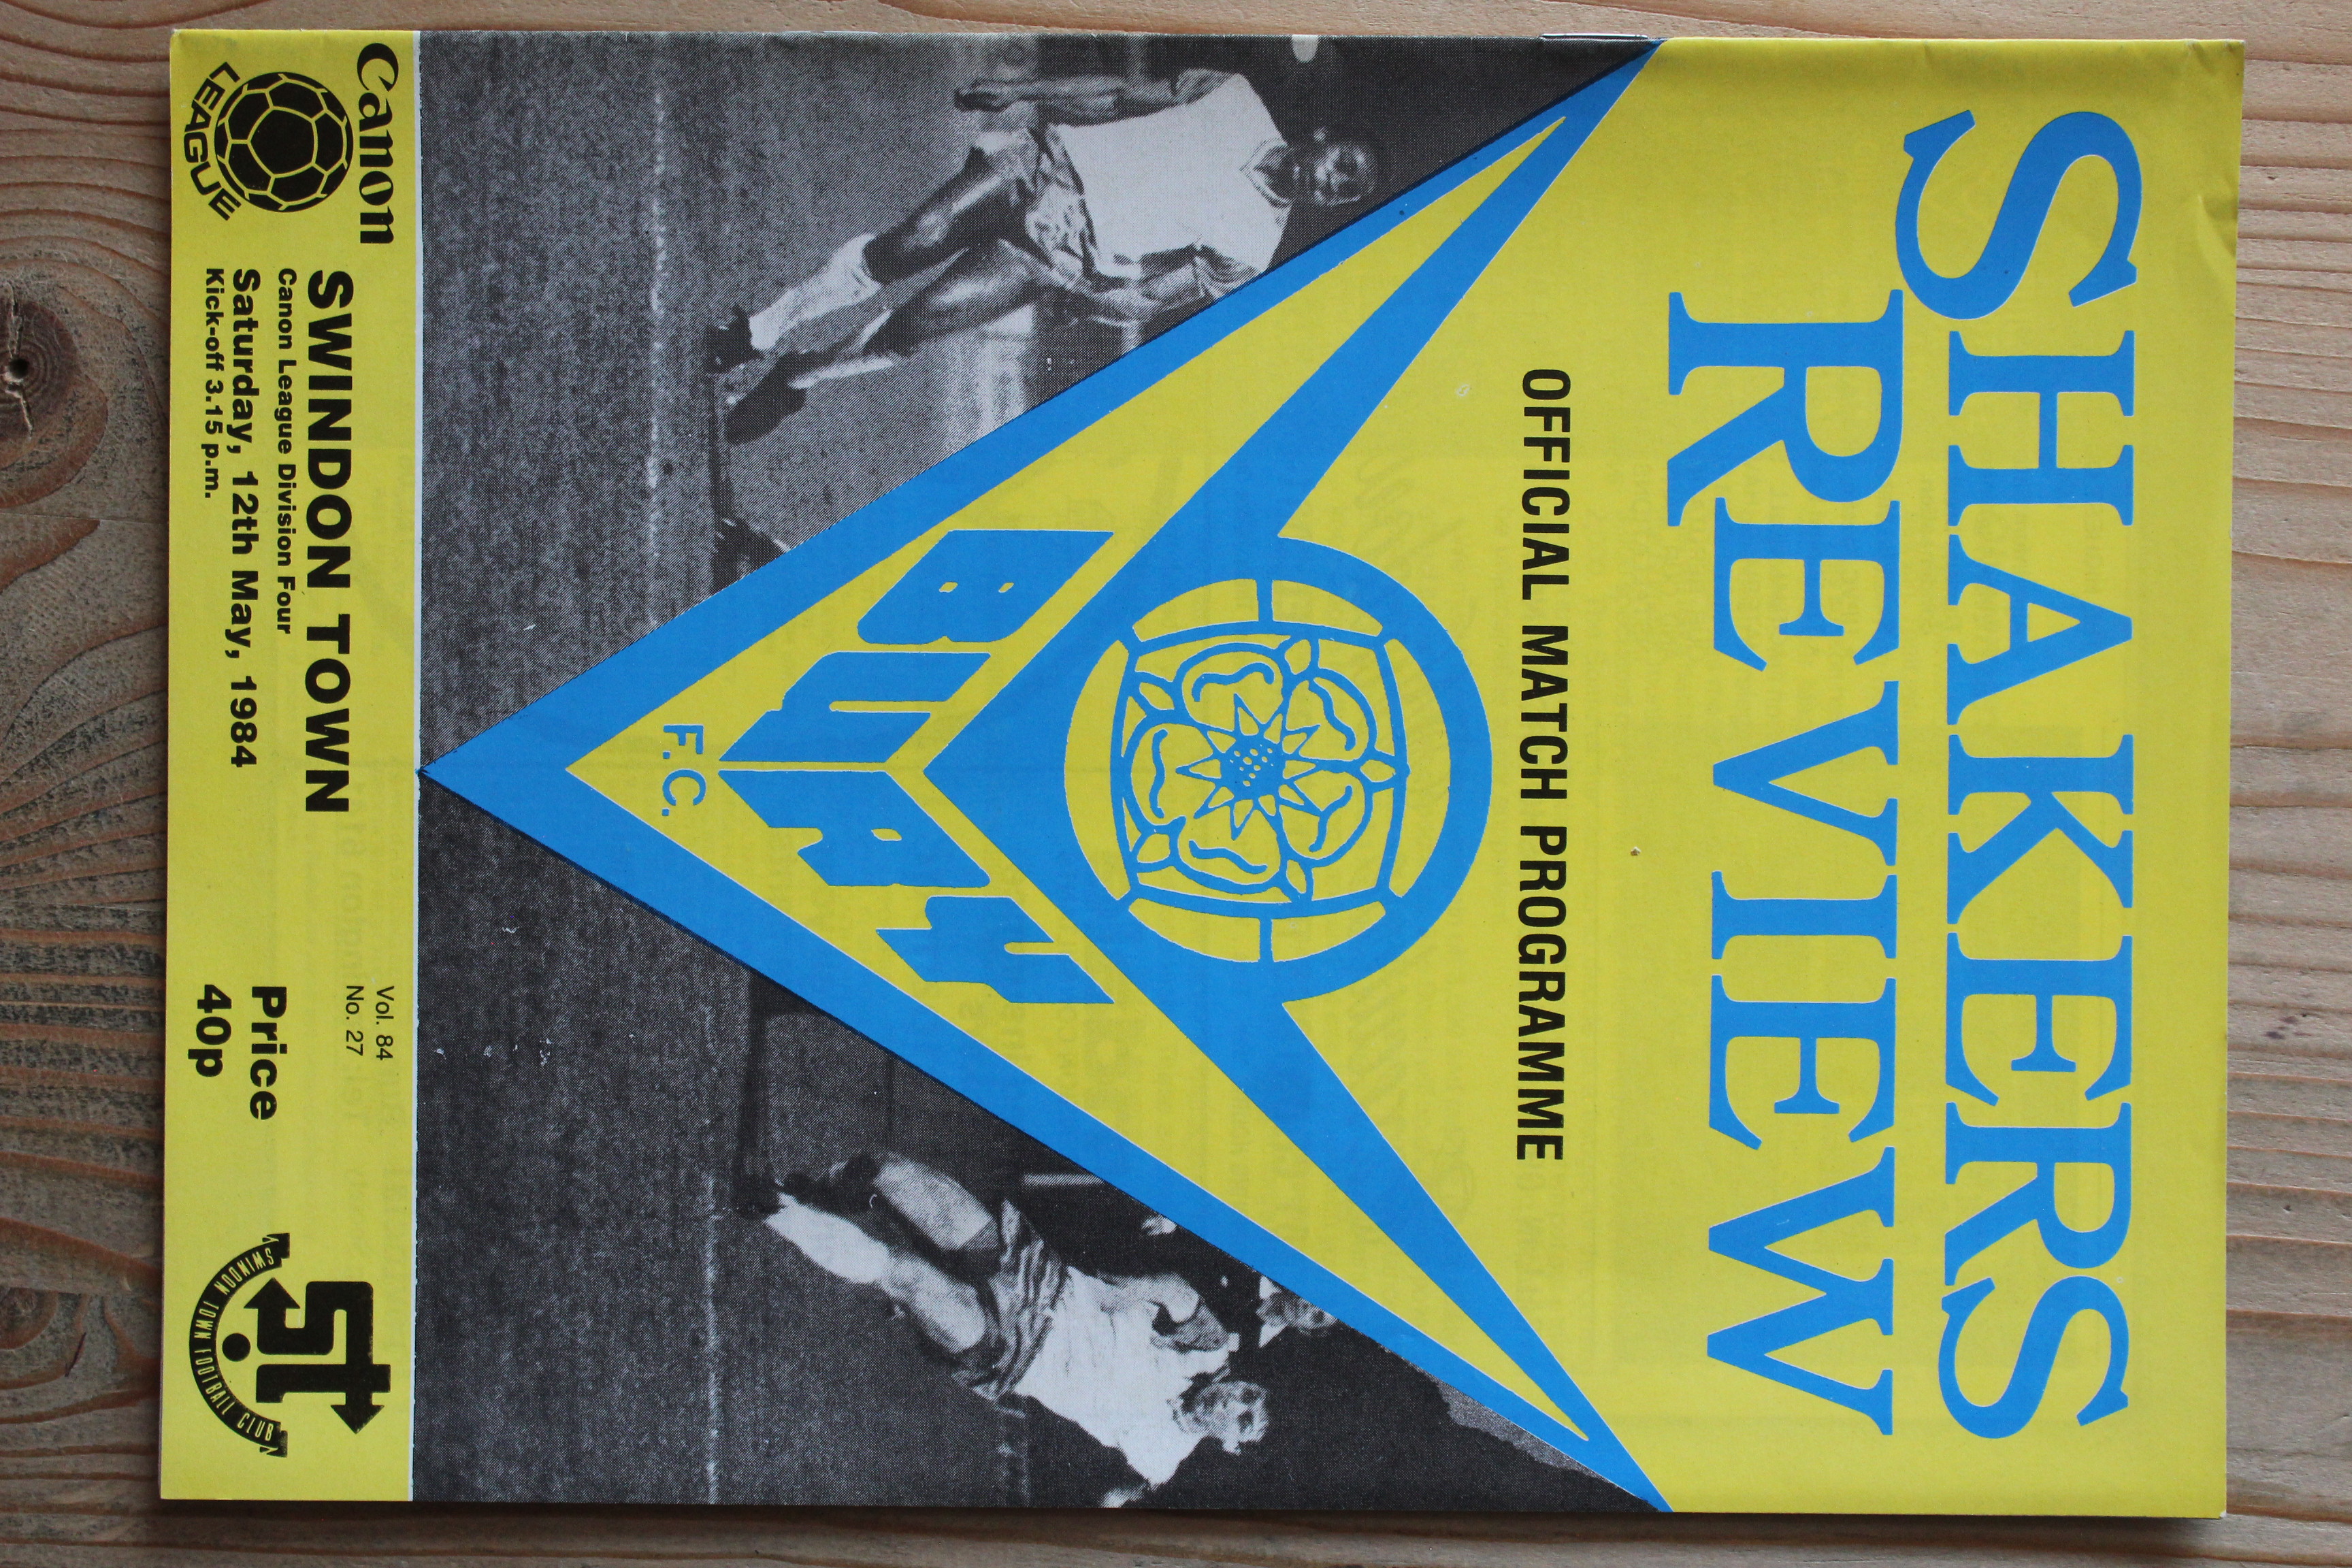 SHAKERS
REVIEW
OFFICIAL MATCH PROGRAMME
BURY
F.C.
Canon
LEAGUE
SWINDON TOWN
Canon League Division Four
Saturday, 12th May, 1984
Kick-off 3.15 p.m.
Vol. 84
No. 27
Price
40p
st
SWINDON TOWN FOOTBALL CLUB